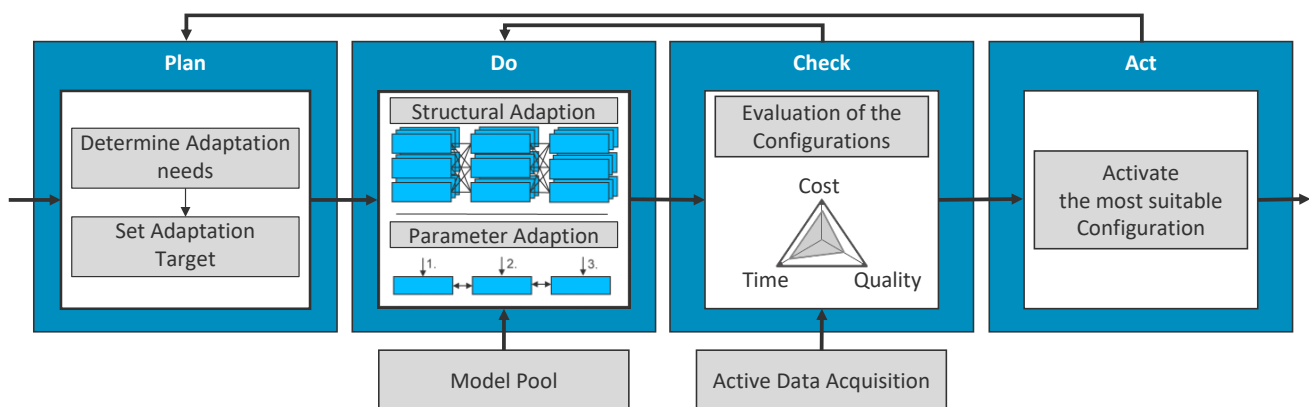 Plan
Determine Adaptation
needs
Set Adaptation
Target
Do
Structural Adaption
Parameter Adaption
1.
2.
3.
Check
Evaluation of the
Configurations
Cost
Time
Quality
Act
Activate
the most suitable
Configuration
Model Pool
Active Data Acquisition